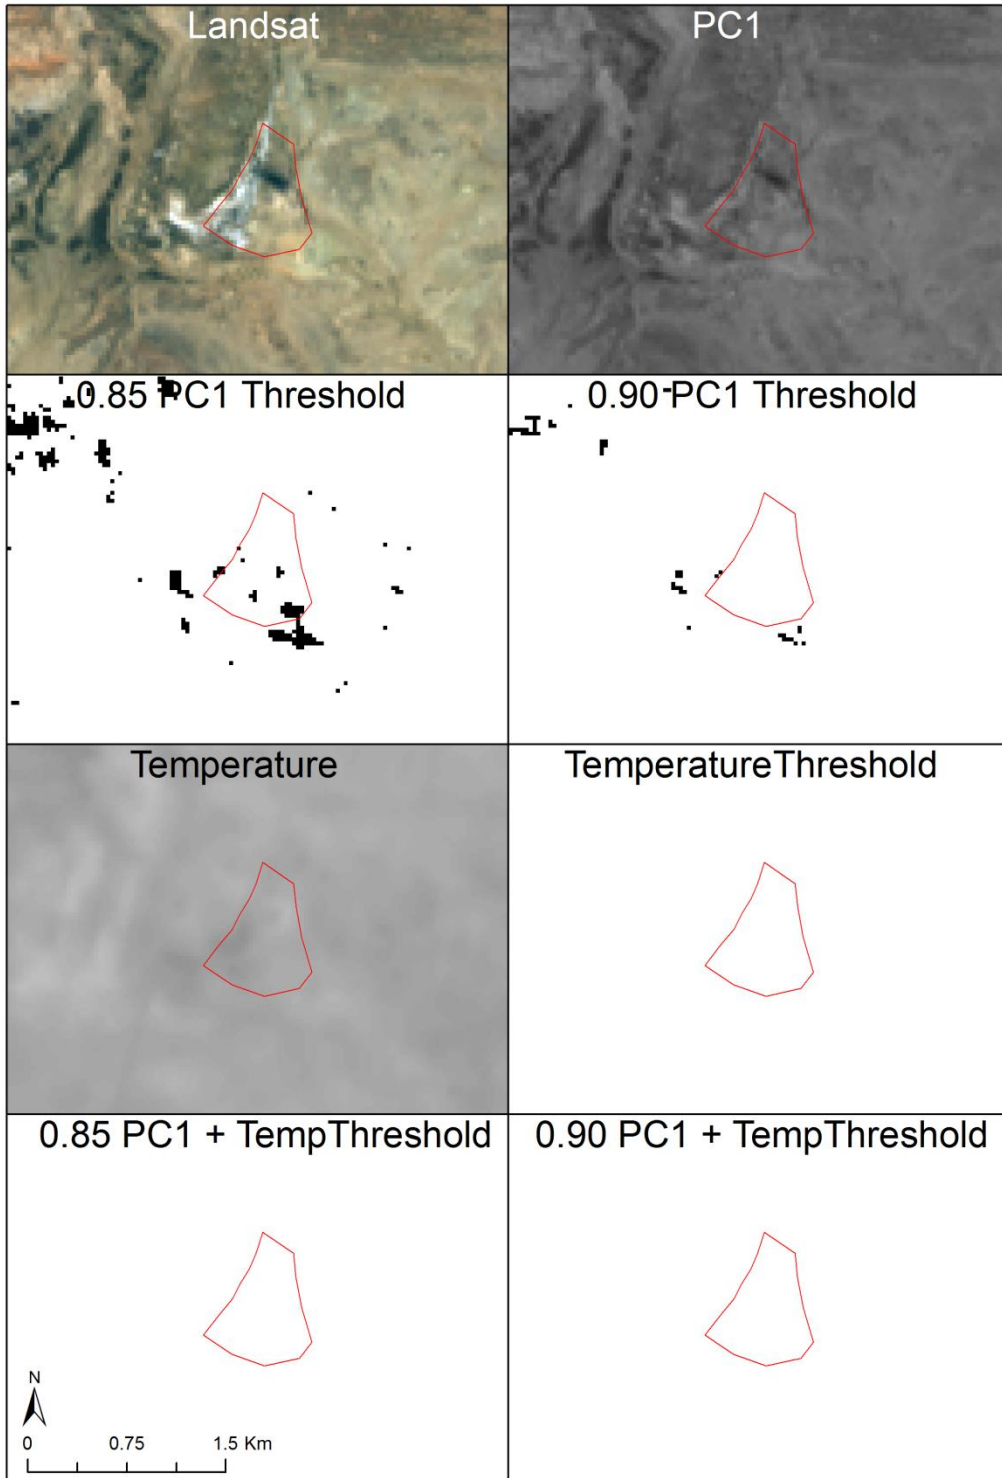 Landsat
PC1
0.85 PC1 Threshold
0.90 PC1 Threshold
Temperature
TemperatureThreshold
0.85 PC1 + TempThreshold
0.90 PC1 + TempThreshold
N
0 0.75 1.5 Km